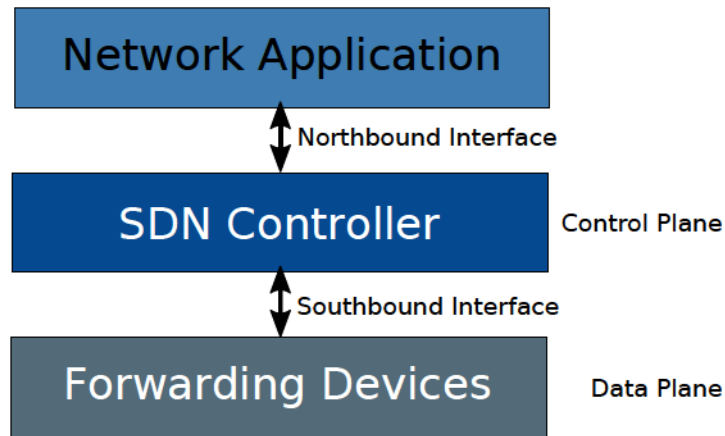 Network Application
Northbound Interface
SDN Controller
Control Plane
Southbound Interface
Forwarding Devices
Data Plane